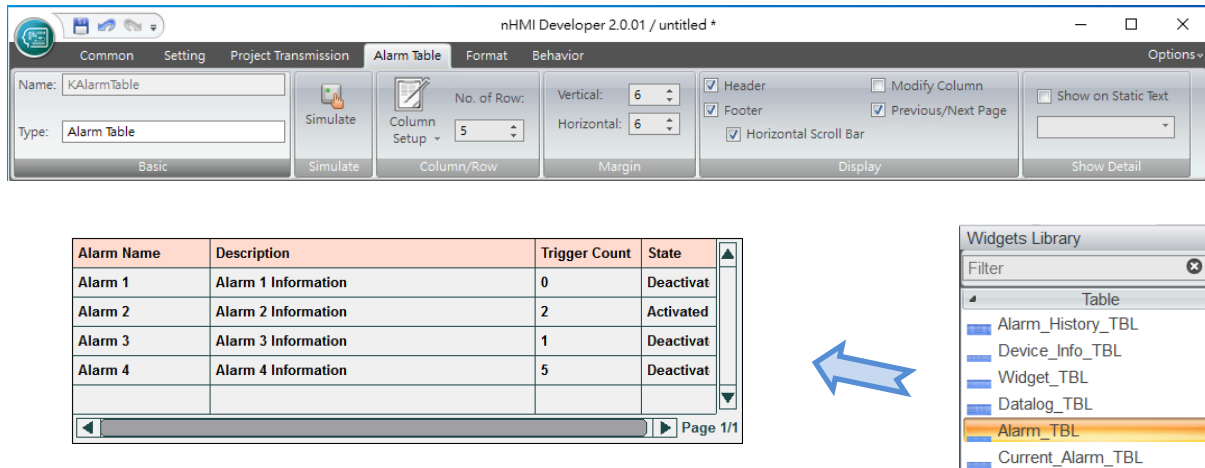 nHMI Developer 2.0.01 / untitled *
Common Setting Project Transmission Alarm Table Format Behavior Options
Name: KAlarmTable
Type: Alarm Table
Basic
Simulate
Simulate
Column Setup
No. of Row:
5
Column/Row
Vertical: 6
Horizontal: 6
Margin
Header Modify Column
Footer Previous/Next Page
Horizontal Scroll Bar
Display
Show on Static Text
Show Detail
Alarm Name Description Trigger Count State
Alarm 1 Alarm 1 Information 0 Deactivat
Alarm 2 Alarm 2 Information 2 Activated
Alarm 3 Alarm 3 Information 1 Deactivat
Alarm 4 Alarm 4 Information 5 Deactivat
Page 1/1
Widgets Library
Filter
Table
Alarm_History_TBL
Device_Info_TBL
Widget_TBL
Datalog_TBL
Alarm_TBL
Current_Alarm_TBL